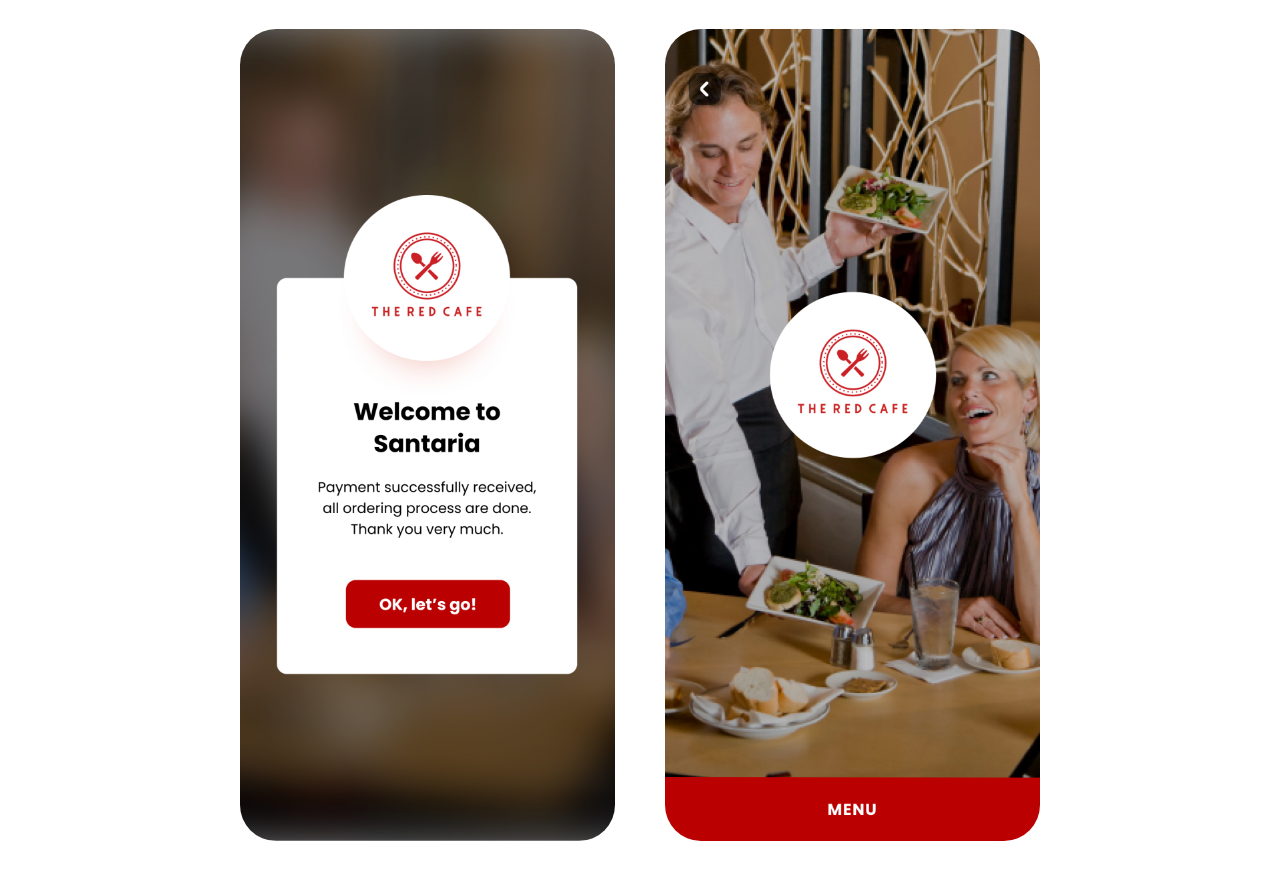 THE RED CAFE
Welcome to
Santaria
Payment successfully received,
all ordering process are done.
Thank you very much.
OK, let's go!
THE RED CAFE
MENU